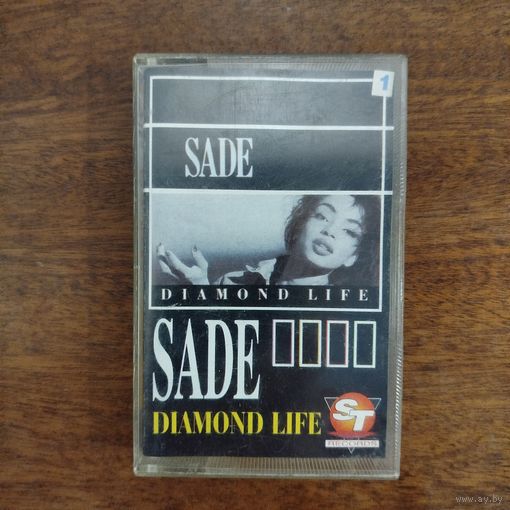 1
SADE
DIAMOND LIFE
SADE
DIAMOND LIFE
ST
RECORDS
www.ay.by